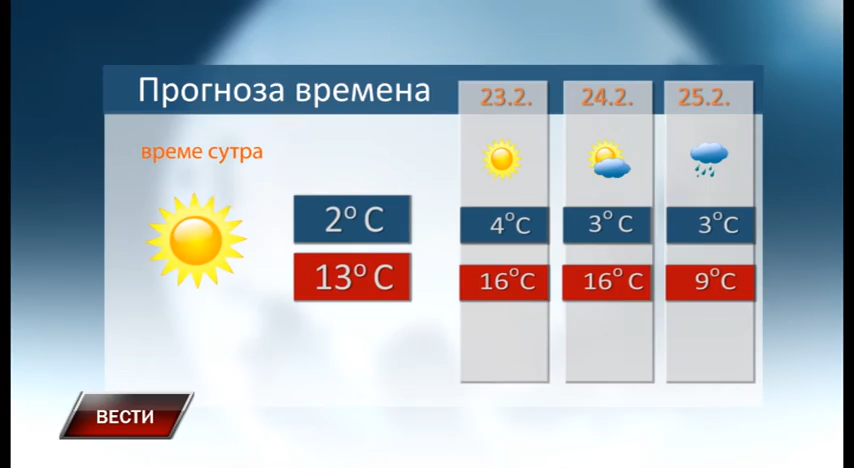 Прогноза времена
23.2.
24.2.
25.2.
време сутра
2°C
4°C
3°C
3°C
13°C
16°C
16°C
9°C
ВЕСТИ